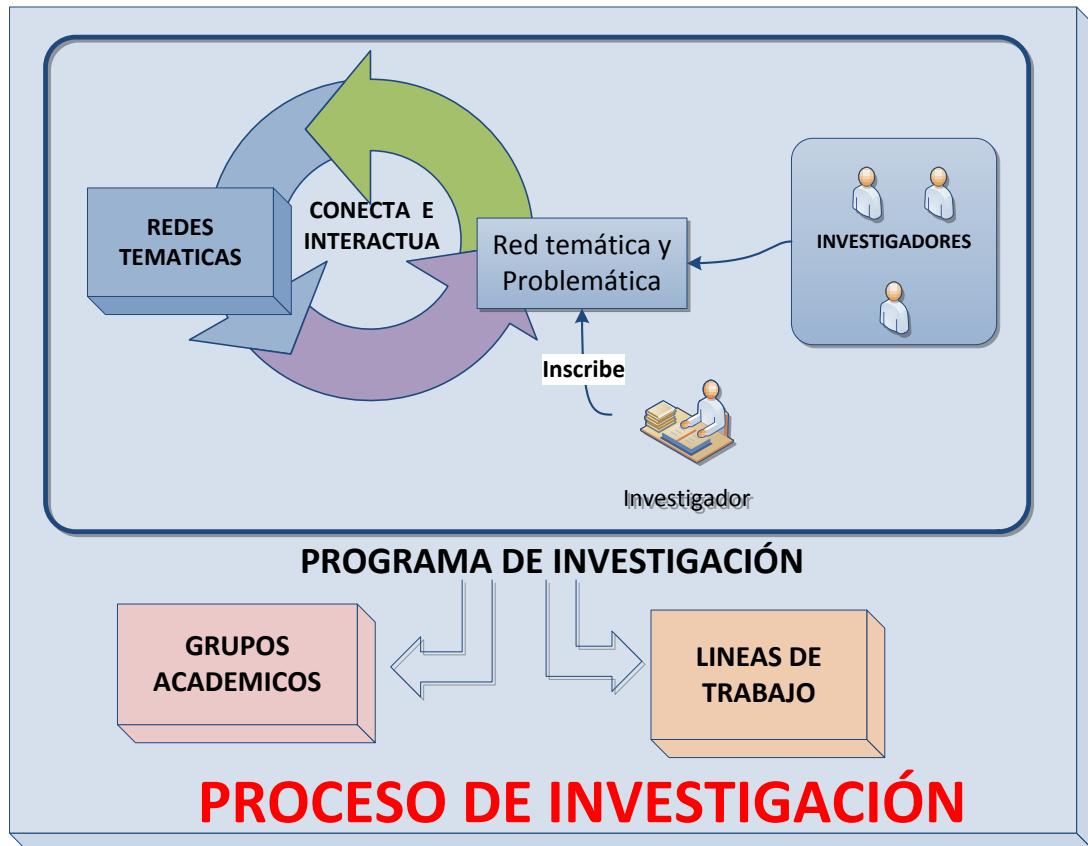 REDES
TEMATICAS
CONECTA E
INTERACTUA
Red temática y
Problemática
INVESTIGADORES
Inscribe
Investigador
PROGRAMA DE INVESTIGACIÓN
GRUPOS
ACADEMICOS
LINEAS DE
TRABAJO
PROCESO DE INVESTIGACIÓN